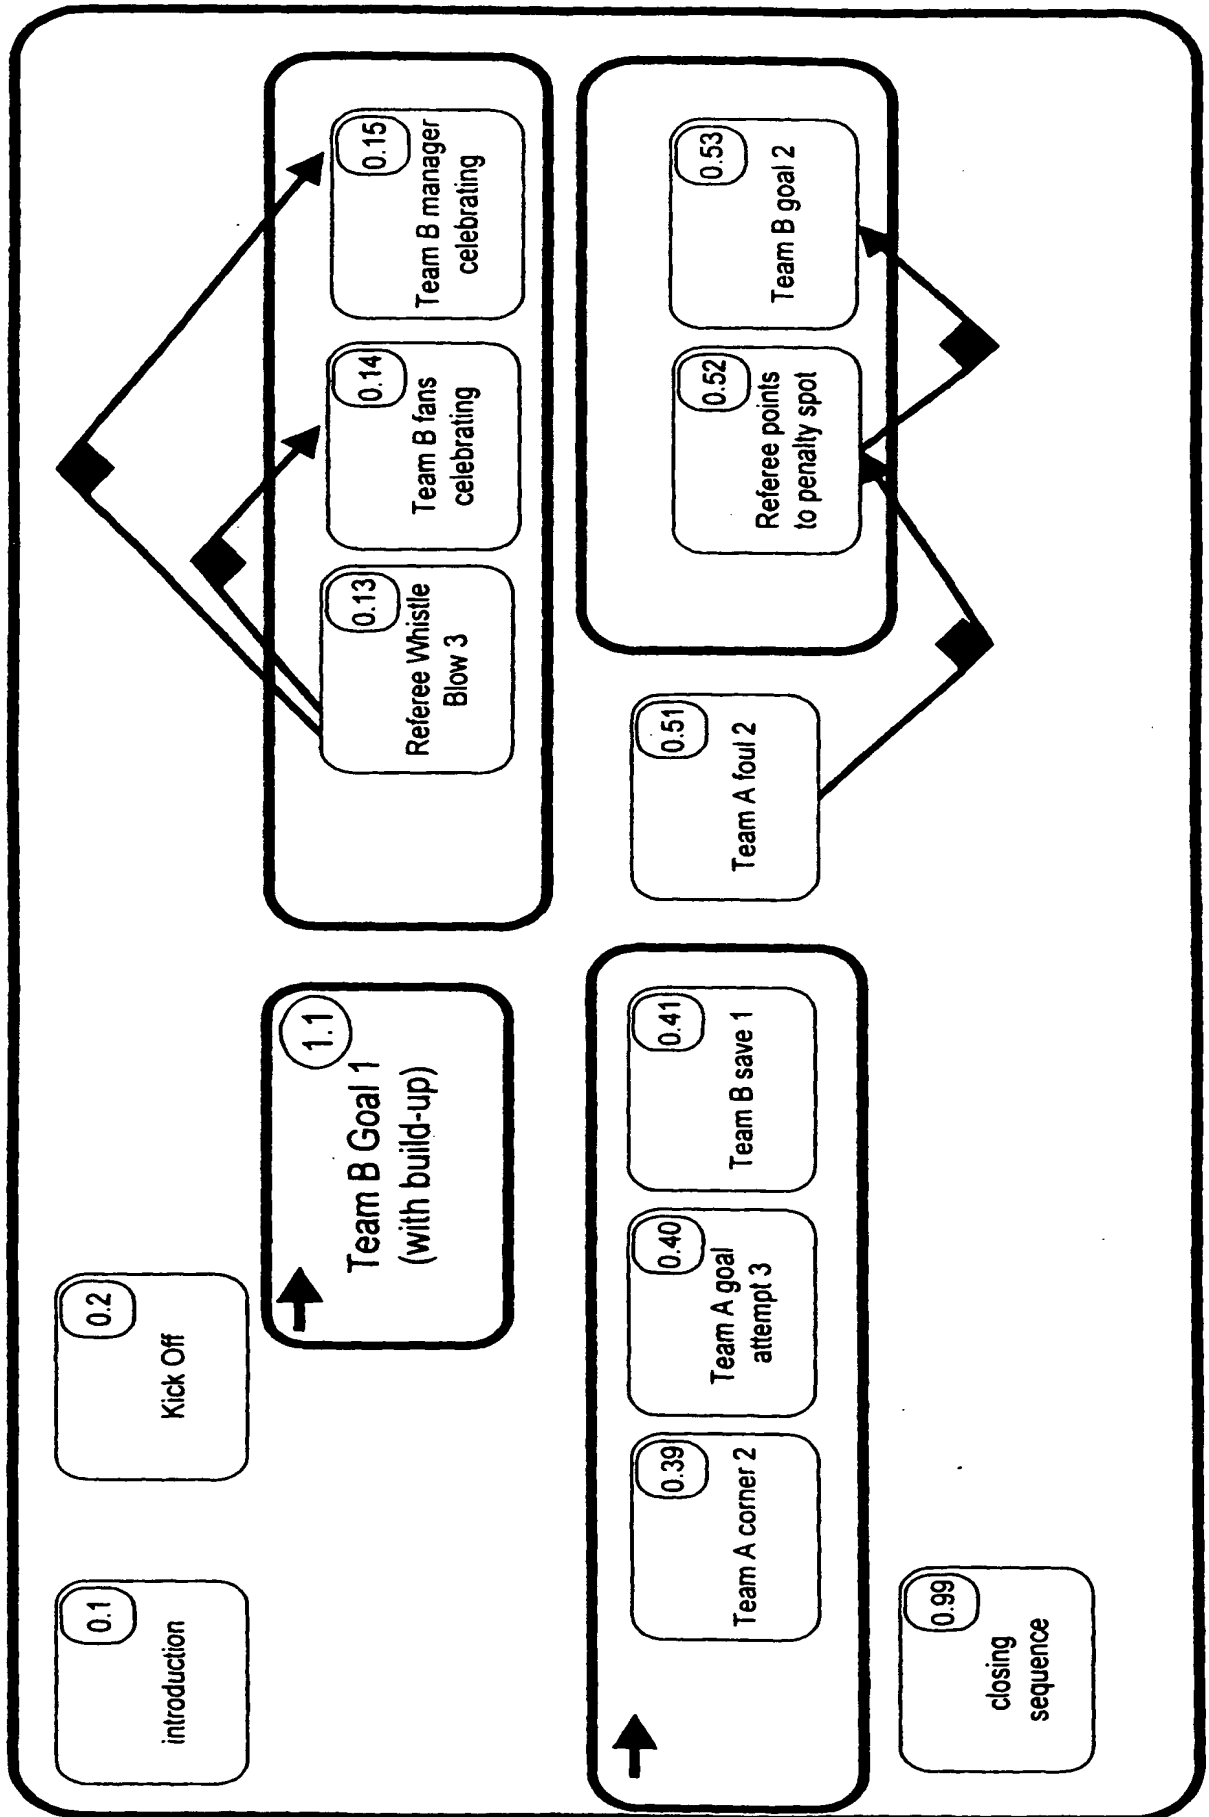 0.1
introduction
0.2
Kick Off
1.1
Team B Goal 1
(with build-up)
0.13
Referee Whistle
Blow 3
0.14
Team B fans
celebrating
0.15
Team B manager
celebrating
0.39
Team A corner 2
0.40
Team A goal
attempt 3
0.41
Team B save 1
0.51
Team A foul 2
0.52
Referee points
to penalty spot
0.53
Team B goal 2
0.99
closing
sequence